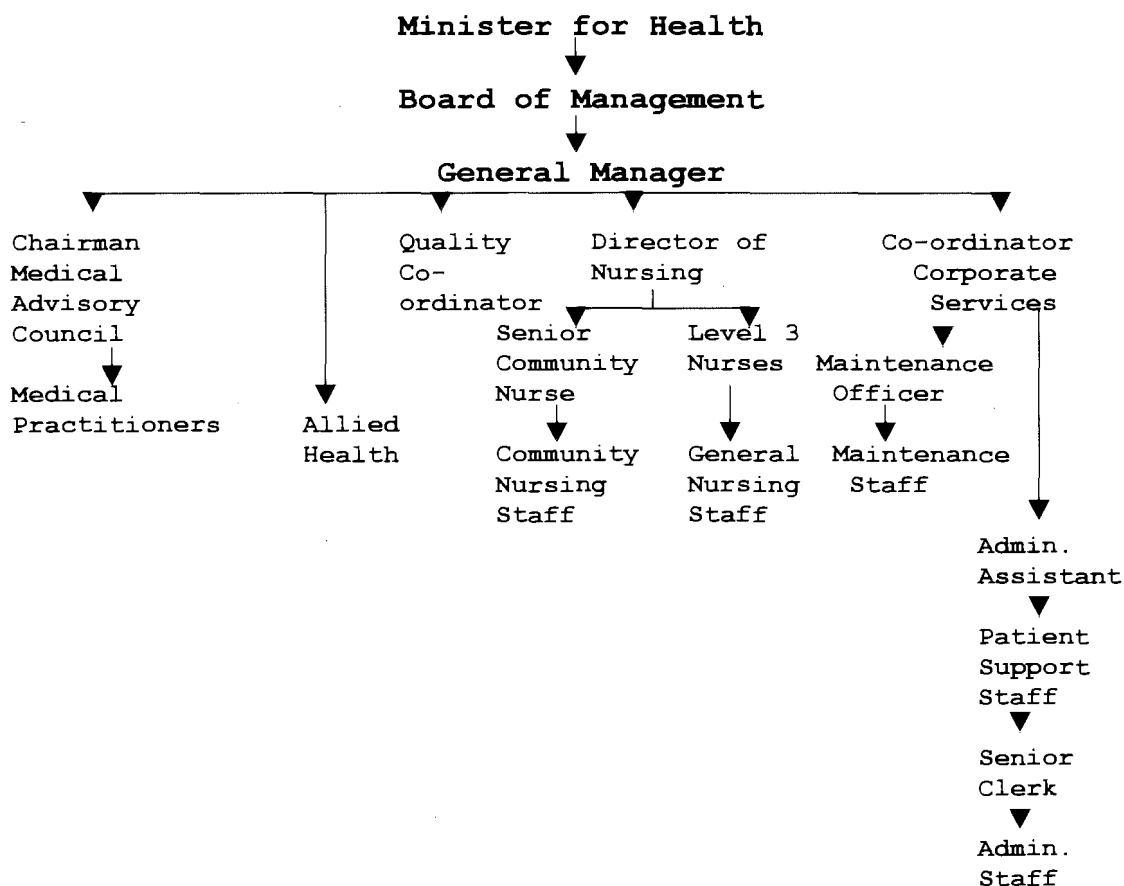 Minister for Health
Board of Management
General Manager
Chairman
Medical
Advisory
Council
Medical
Practitioners
Allied
Health
Quality
Co-
ordinator
Director of
Nursing
Senior
Community
Nurse
Community
Nursing
Staff
Level 3
Nurses
General
Nursing
Staff
Co-ordinator
Corporate
Services
Maintenance
Officer
Maintenance
Staff
Admin.
Assistant
Patient
Support
Staff
Senior
Clerk
Admin.
Staff